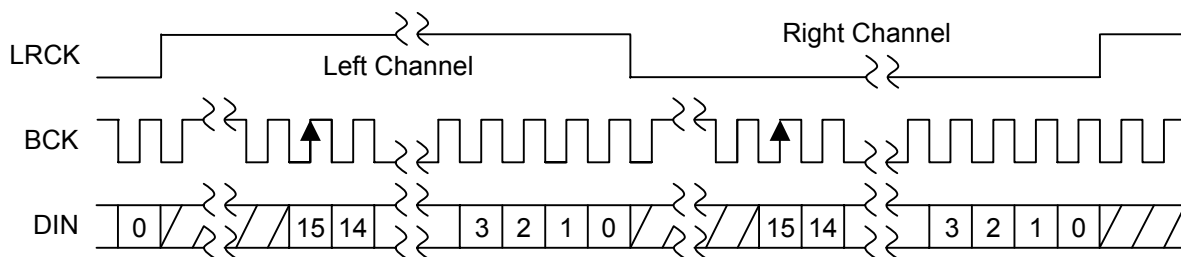 Right Channel
LRCK
Left Channel
BCK
DIN 0 15 14 3 2 1 0 15 14 3 2 1 0